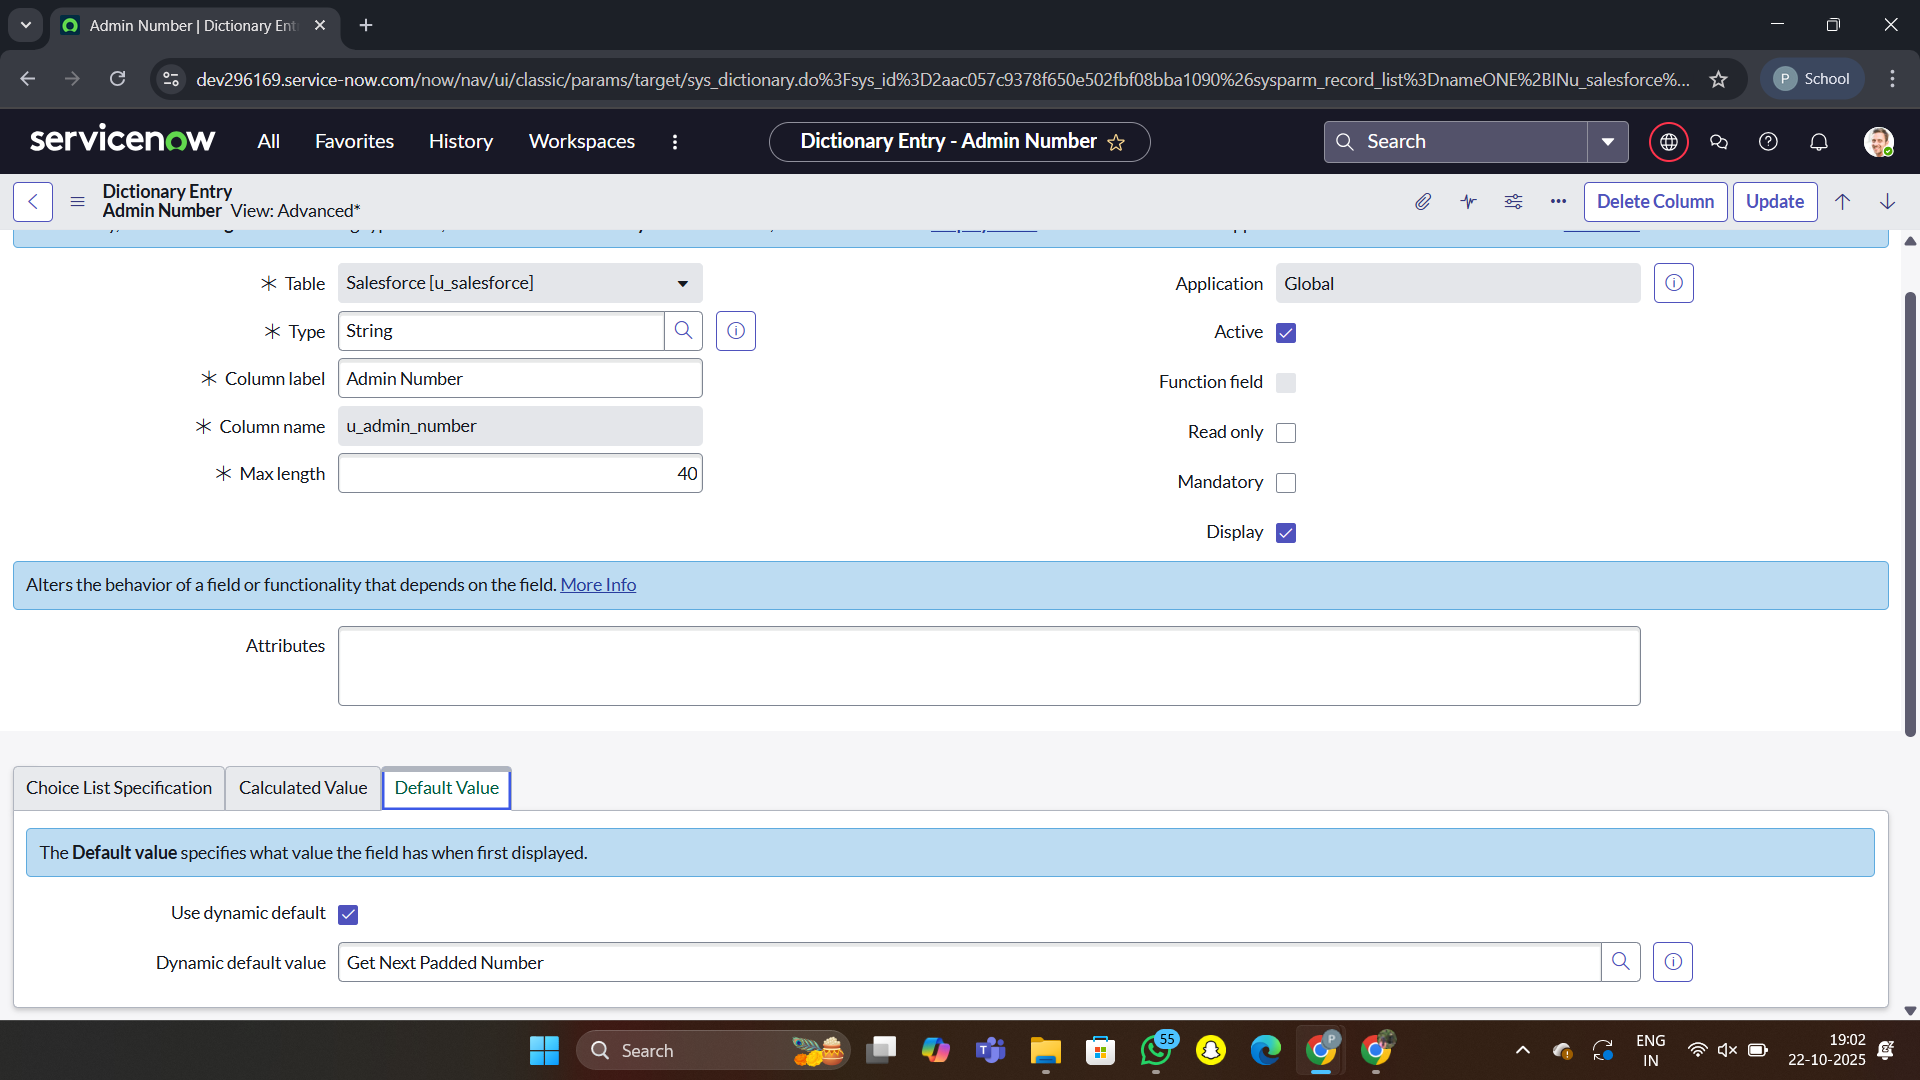 Admin Number | Dictionary Ent
dev296169.service-now.com/now/nav/ui/classic/params/target/sys_dictionary.do%3Fsys_id%3D2aac057c9378f650e502fbf08bba1090%26sysparm_record_list%3DnameONE%2BINu_salesforce%...
P School
servicenow All Favorites History Workspaces Dictionary Entry - Admin Number Search
Dictionary Entry
Admin Number View: Advanced*
Delete Column Update
Table Salesforce [u_salesforce]
Application Global
Type String
Active
Column label Admin Number
Function field
Column name u_admin_number
Read only
Max length 40
Mandatory
Display
Alters the behavior of a field or functionality that depends on the field. More Info
Attributes
Choice List Specification Calculated Value Default Value
The Default value specifies what value the field has when first displayed.
Use dynamic default
Dynamic default value Get Next Padded Number
Search
55
P
ENG
IN
19:02
22-10-2025